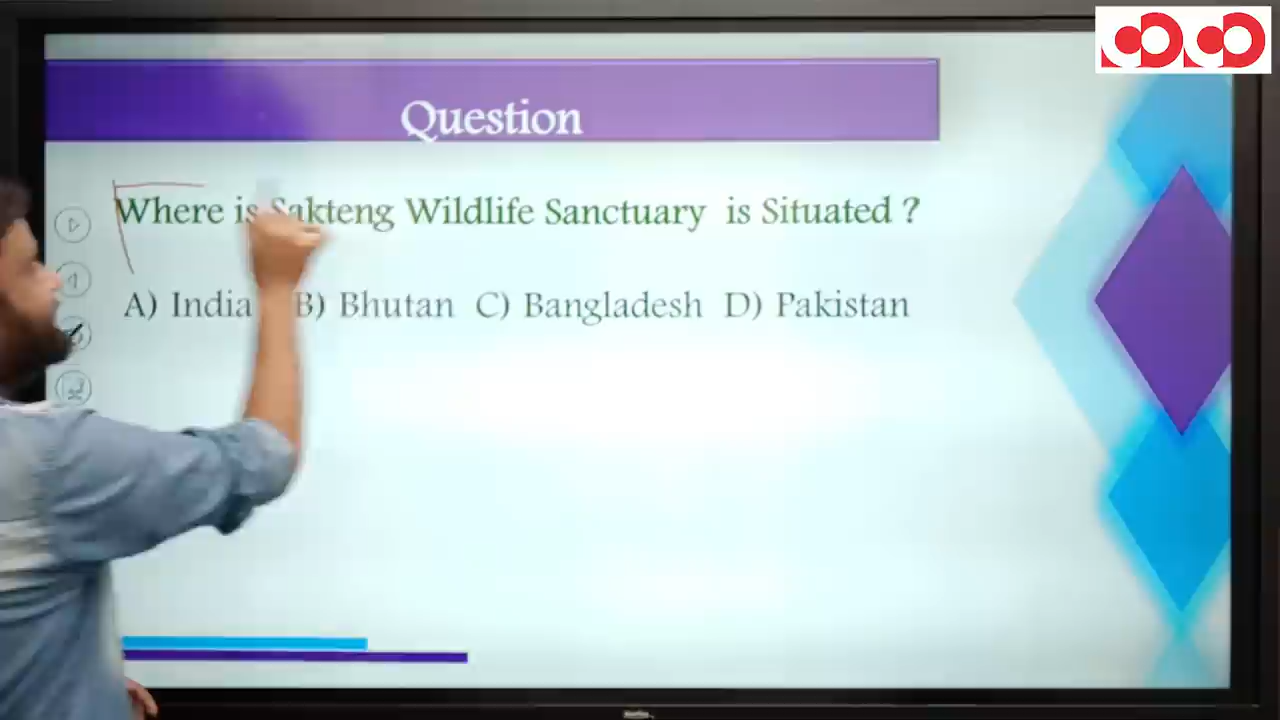 Question
Where is Sakteng Wildlife Sanctuary is Situated ?
A) India B) Bhutan C) Bangladesh D) Pakistan